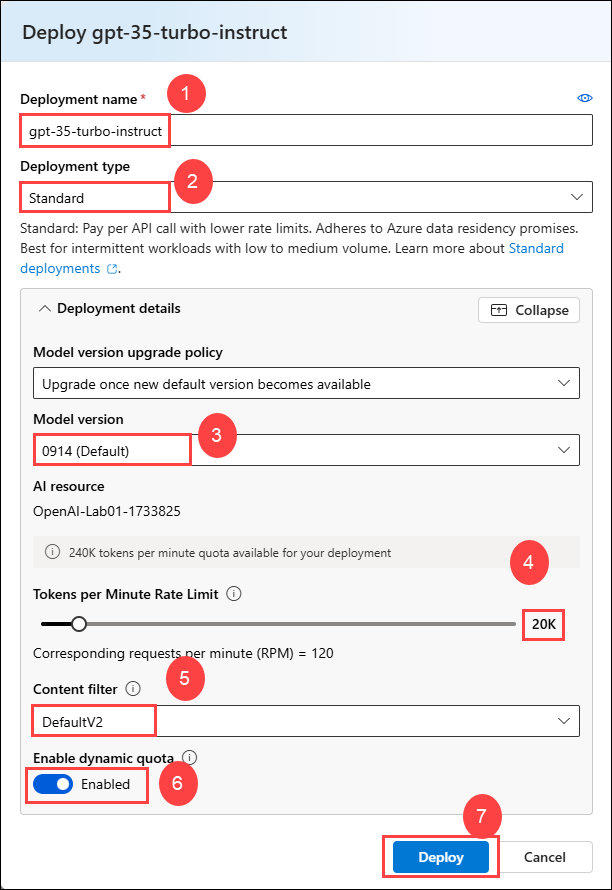 Deploy gpt-35-turbo-instruct
Deployment name * 1
gpt-35-turbo-instruct
Deployment type 2
Standard
Standard: Pay per API call with lower rate limits. Adheres to Azure data residency promises.
Best for intermittent workloads with low to medium volume. Learn more about Standard
deployments .
Deployment details Collapse
Model version upgrade policy
Upgrade once new default version becomes available
Model version 3
0914 (Default)
AI resource
OpenAI-Lab01-1733825
240K tokens per minute quota available for your deployment
4
Tokens per Minute Rate Limit
20K
Corresponding requests per minute (RPM) = 120
5
Content filter
DefaultV2
Enable dynamic quota
Enabled 6
7
Deploy Cancel